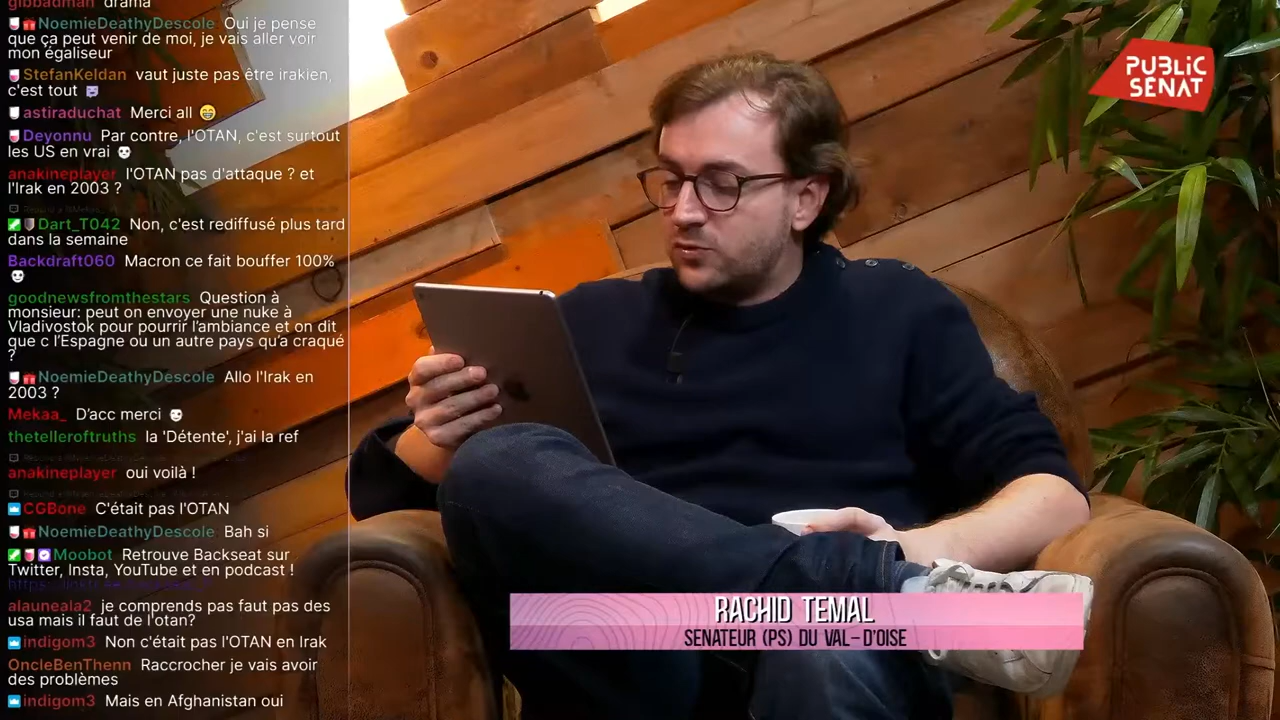 gibbadman drama
NoemieDeathyDescole Oui je pense
que ça peut venir de moi, je vais aller voir
mon égaliseur
StefanKeldan vaut juste pas être irakien,
c'est tout
astiraduchat Merci all 😁
Deyonnu Par contre, l'OTAN, c'est surtout
les US en vrai
anakineplayer l'OTAN pas d'attaque ? et
l'Irak en 2003 ?
Dart_T042 Non, c'est rediffusé plus tard
dans la semaine
Backdraft060 Macron ce fait bouffer 100%
goodnewsfromthestars Question à
monsieur: peut on envoyer une nuke à
Vladivostok pour pourrir l'ambiance et on dit
que c l'Espagne ou un autre pays qu'a craqué
?
NoemieDeathyDescole Allo l'Irak en
2003 ?
Mekaa_ D'acc merci
thetelleroftruths la 'Détente', j'ai la ref
anakineplayer oui voilà !
CGBone C'était pas l'OTAN
NoemieDeathyDescole Bah si
Moobot Retrouve Backseat sur
Twitter, Insta, YouTube et en podcast !
alauneala2 je comprends pas faut pas des
usa mais il faut de l'otan?
indigom3 Non c'était pas l'OTAN en Irak
OncleBenThenn Raccrocher je vais avoir
des problèmes
indigom3 Mais en Afghanistan oui
PUBLIC
SÉNAT
RACHID TEMAL
SENATEUR (PS) DU VAL-D'OISE